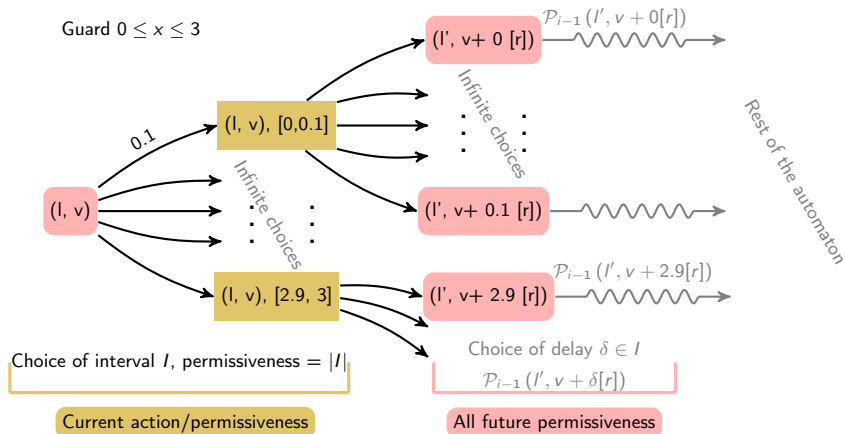 Guard 0 ≤ x ≤ 3
(l', v+ 0 [r])
𝒫ᵢ₋₁(l', v + 0[r])
0.1
(l, v), [0,0.1]
Infinite choices
Infinite choices
Rest of the automaton
(l, v)
(l', v+ 0.1 [r])
(l, v), [2.9, 3]
(l', v+ 2.9 [r])
𝒫ᵢ₋₁(l', v + 2.9[r])
Choice of interval I, permissiveness = |I|
Choice of delay δ ∈ I
𝒫ᵢ₋₁(l', v + δ[r])
Current action/permissiveness
All future permissiveness